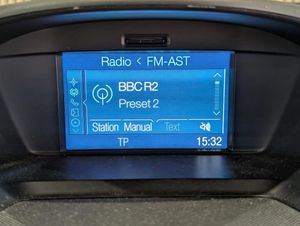 Radio < FM-AST
BBC R2
Preset 2
Station Manual Text
TP 15:32